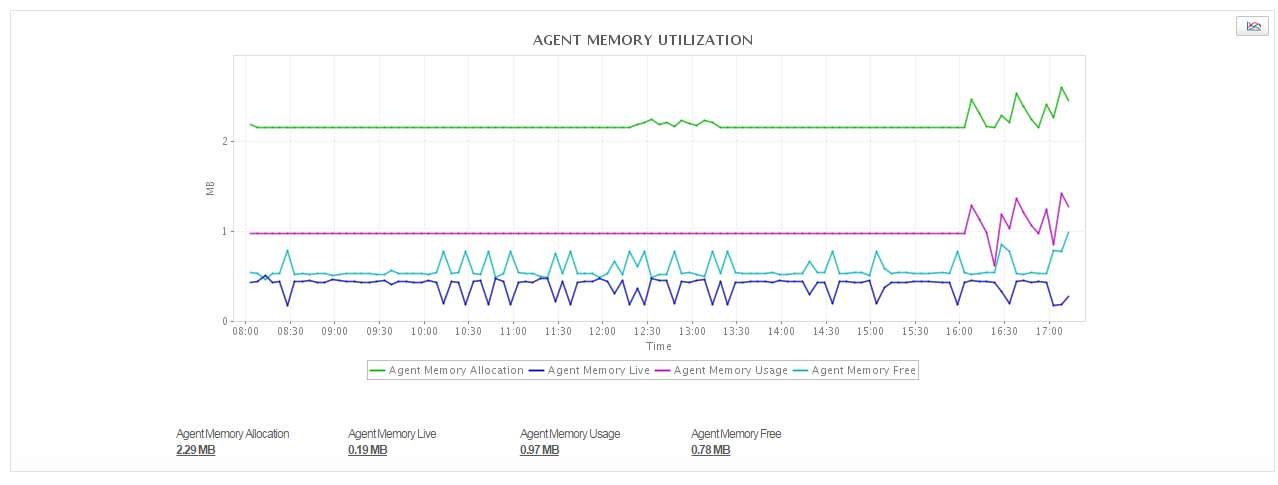 AGENT MEMORY UTILIZATION
2
MB
1
0
08:00 08:30 09:00 09:30 10:00 10:30 11:00 11:30 12:00 12:30 13:00 13:30 14:00 14:30 15:00 15:30 16:00 16:30 17:00
Time
Agent Memory Allocation Agent Memory Live Agent Memory Usage Agent Memory Free
Agent Memory Allocation Agent Memory Live Agent Memory Usage Agent Memory Free
2.29 MB 0.19 MB 0.97 MB 0.78 MB